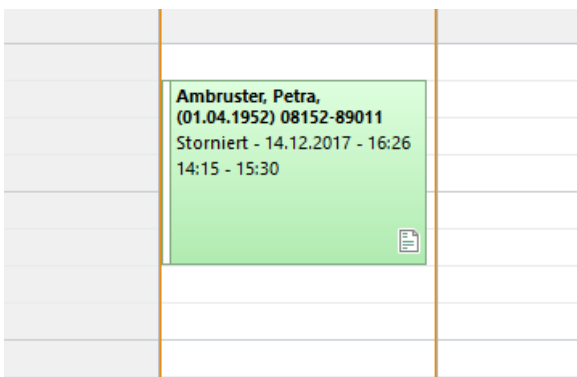 Ambruster, Petra,
(01.04.1952) 08152-89011
Storniert - 14.12.2017 - 16:26
14:15 - 15:30